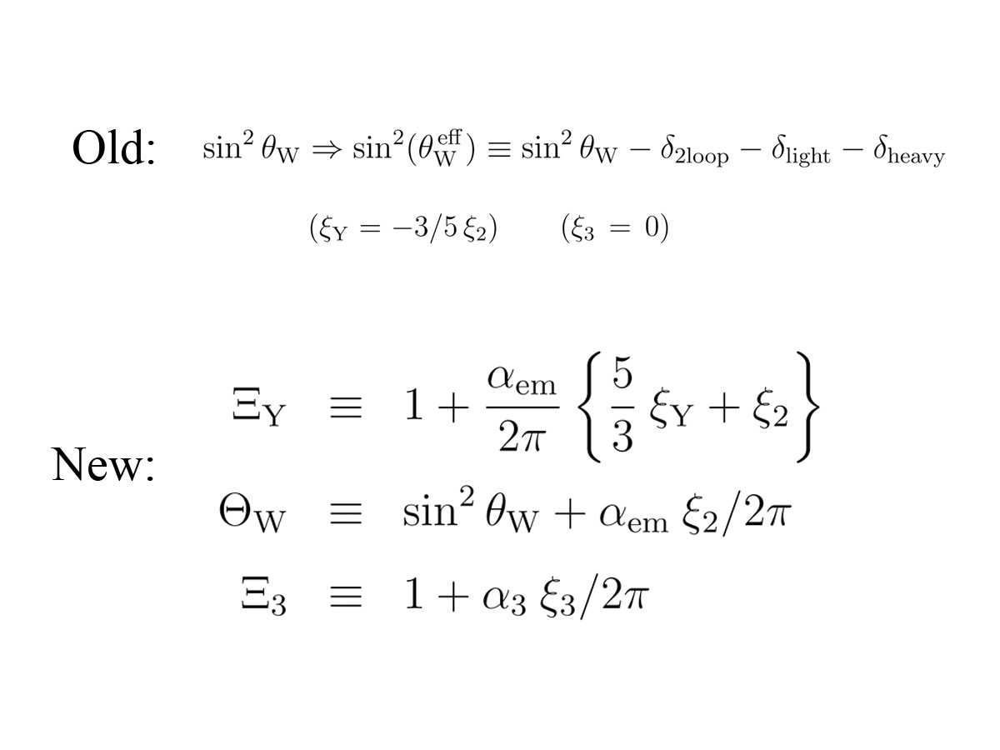 Old: sin² θ_W ⇒ sin²(θ_W^eff) ≡ sin² θ_W − δ_2loop − δ_light − δ_heavy
(ξ_Y = −3/5 ξ_2) (ξ_3 = 0)
New:
Ξ_Y ≡ 1 + α_em/2π {5/3 ξ_Y + ξ_2}
Θ_W ≡ sin² θ_W + α_em ξ_2/2π
Ξ_3 ≡ 1 + α_3 ξ_3/2π